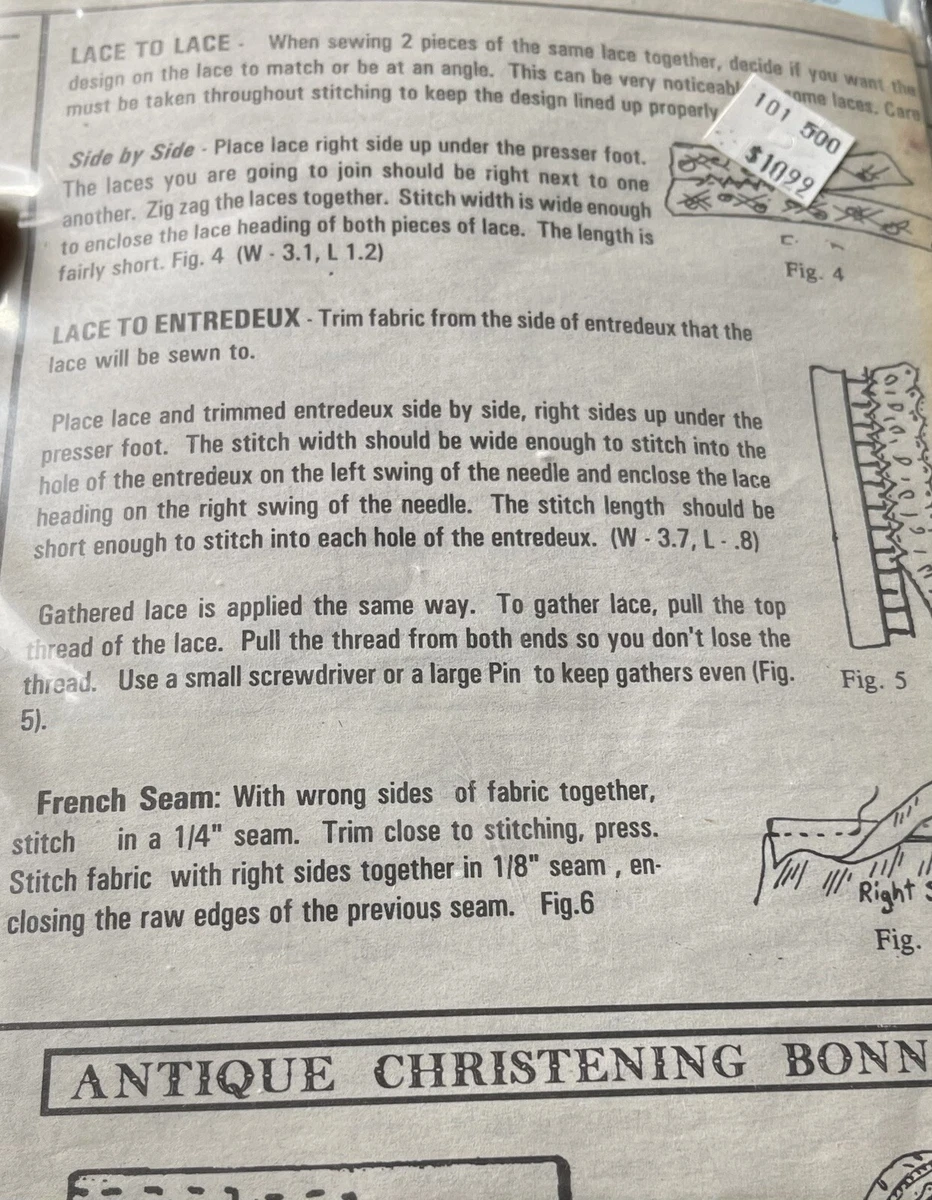 LACE TO LACE - When sewing 2 pieces of the same lace together, decide if you want the
design on the lace to match or be at an angle. This can be very noticeabl some laces. Care
must be taken throughout stitching to keep the design lined up properly
101 500
$1099
Side by Side - Place lace right side up under the presser foot.
The laces you are going to join should be right next to one
another. Zig zag the laces together. Stitch width is wide enough
to enclose the lace heading of both pieces of lace. The length is
fairly short. Fig. 4 (W - 3.1, L 1.2)
Fig. 4
LACE TO ENTREDEUX - Trim fabric from the side of entredeux that the
lace will be sewn to.
Place lace and trimmed entredeux side by side, right sides up under the
presser foot. The stitch width should be wide enough to stitch into the
hole of the entredeux on the left swing of the needle and enclose the lace
heading on the right swing of the needle. The stitch length should be
short enough to stitch into each hole of the entredeux. (W - 3.7, L - .8)
Gathered lace is applied the same way. To gather lace, pull the top
thread of the lace. Pull the thread from both ends so you don't lose the
thread. Use a small screwdriver or a large Pin to keep gathers even (Fig.
5).
Fig. 5
French Seam: With wrong sides of fabric together,
stitch in a 1/4" seam. Trim close to stitching, press.
Stitch fabric with right sides together in 1/8" seam , en-
closing the raw edges of the previous seam. Fig.6
Right S
Fig.
ANTIQUE CHRISTENING BONN